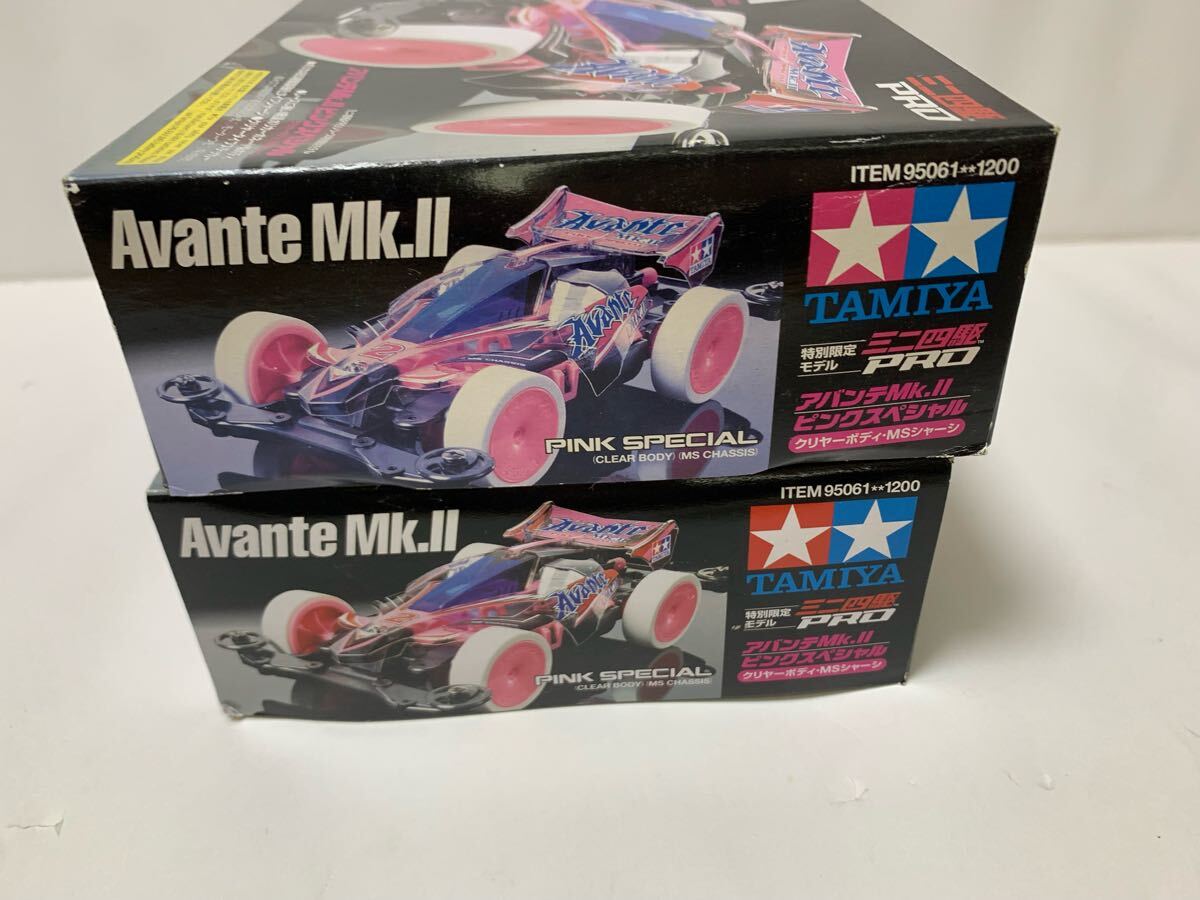 Avante
ミニ四駆
PRO
ITEM 95061**1200
Avante Mk.II
Avante
Avante
TAMIYA
特別限定
モデル
ミニ四駆
PRO
アバンテMk.II
ピンクスペシャル
クリヤーボディ・MSシャーシ
PINK SPECIAL
(CLEAR BODY) (MS CHASSIS)
ITEM 95061**1200
Avante Mk.II
Avante
Avante
TAMIYA
特別限定
モデル
ミニ四駆
PRO
アバンテMk.II
ピンクスペシャル
クリヤーボディ・MSシャーシ
PINK SPECIAL
(CLEAR BODY) (MS CHASSIS)